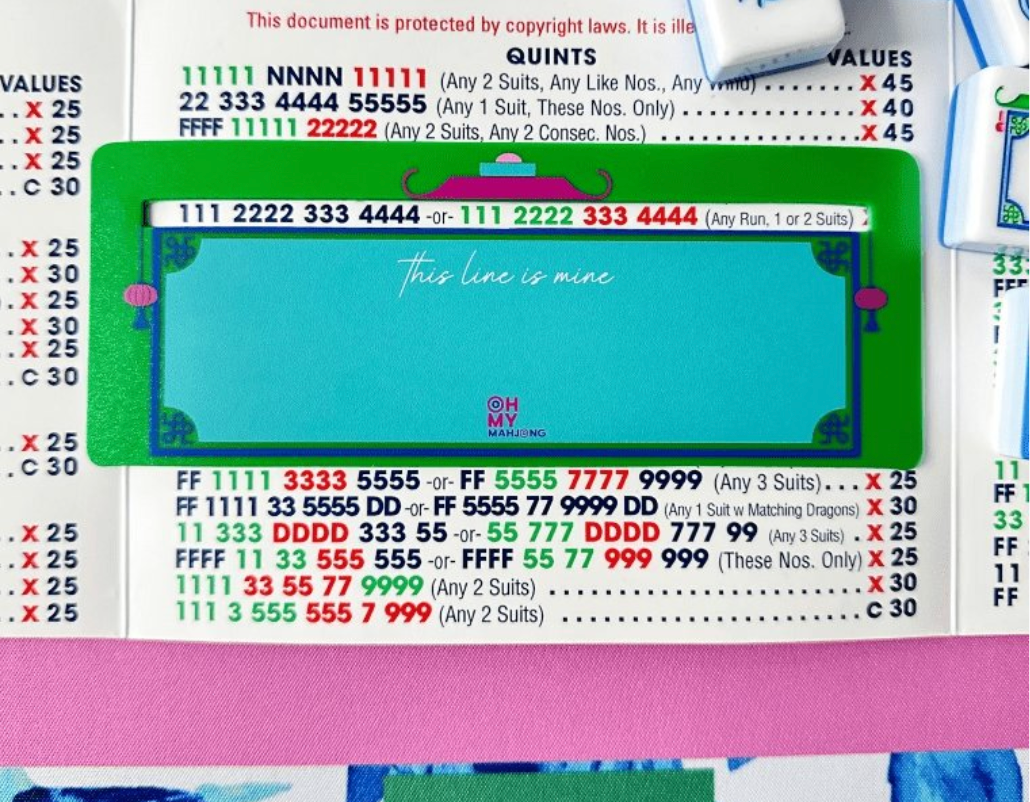 This document is protected by copyright laws. It is ille
VALUES
..X 25
..X 25
..X 25
..C 30
.X 25
.X 30
.X 25
.X 30
.X 25
.C 30
.X 25
.C 30
.X 25
.X 25
.X 25
.X 25
QUINTS
VALUES
11111 NNNN 11111 (Any 2 Suits, Any Like Nos., Any Wind) ....... X 45
22 333 4444 55555 (Any 1 Suit, These Nos. Only) ................ X 40
FFFF 11111 22222 (Any 2 Suits, Any 2 Consec. Nos.) ................. X 45
111 2222 333 4444 -or- 111 2222 333 4444 (Any Run, 1 or 2 Suits)
this line is mine
OH
MY
MAHJONG
FF 1111 3333 5555 -or- FF 5555 7777 9999 (Any 3 Suits)... X 25
FF 1111 33 5555 DD -or- FF 5555 77 9999 DD (Any 1 Suit w Matching Dragons) X 30
11 333 DDDD 333 55 -or- 55 777 DDDD 777 99 (Any 3 Suits) . X 25
FFFF 11 33 555 555 -or- FFFF 55 77 999 999 (These Nos. Only) X 25
1111 33 55 77 9999 (Any 2 Suits) .......................... X 30
111 3 555 555 7 999 (Any 2 Suits) ......................... C 30
11
FF 1
33
FF
11
FF